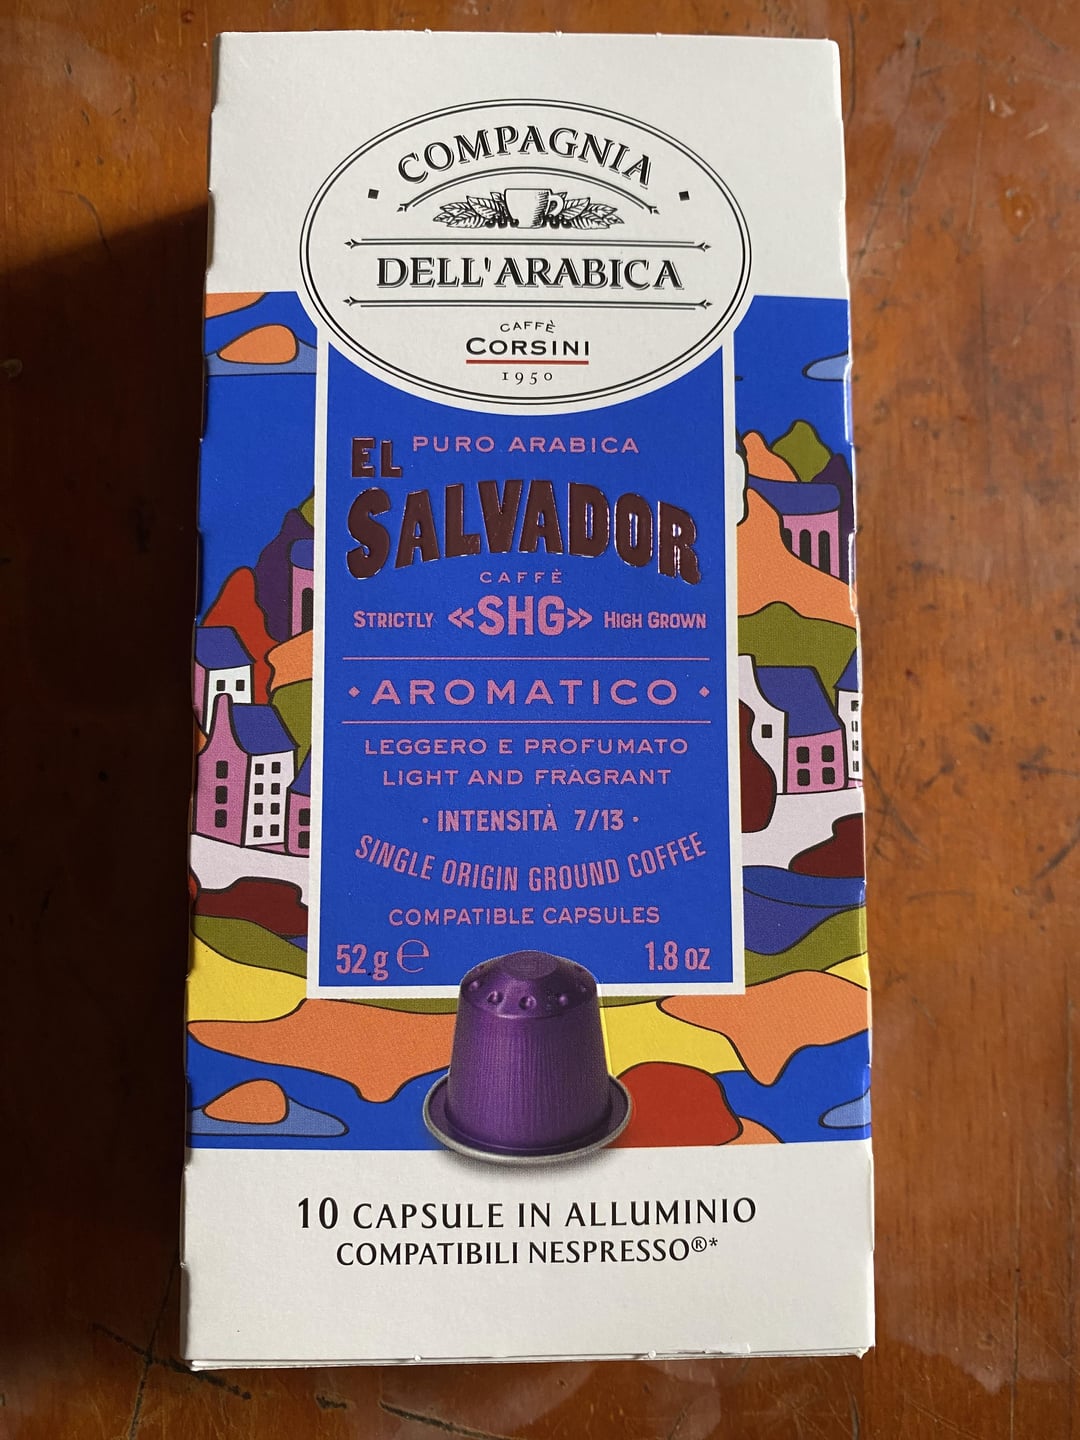 COMPAGNIA
DELL'ARABICA
CAFFÈ
CORSINI
1950
PURO ARABICA
EL
SALVADOR
CAFFÈ
STRICTLY «SHG» HIGH GROWN
· AROMATICO ·
LEGGERO E PROFUMATO
LIGHT AND FRAGRANT
· INTENSITÀ 7/13 ·
SINGLE ORIGIN GROUND COFFEE
COMPATIBLE CAPSULES
52 g ℮ 1.8 oz
10 CAPSULE IN ALLUMINIO
COMPATIBILI NESPRESSO®*